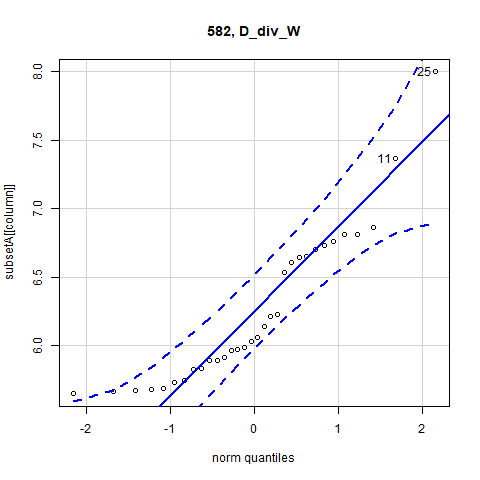 582, D_div_W
8.0
7.5
7.0
6.5
6.0
subsetA[[column]]
25
11
-2 -1 0 1 2
norm quantiles